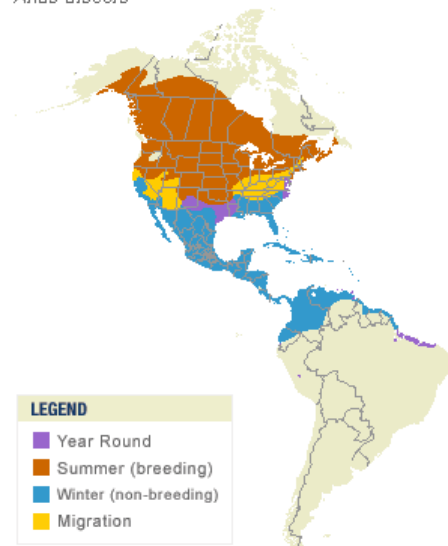 LEGEND
Year Round
Summer (breeding)
Winter (non-breeding)
Migration